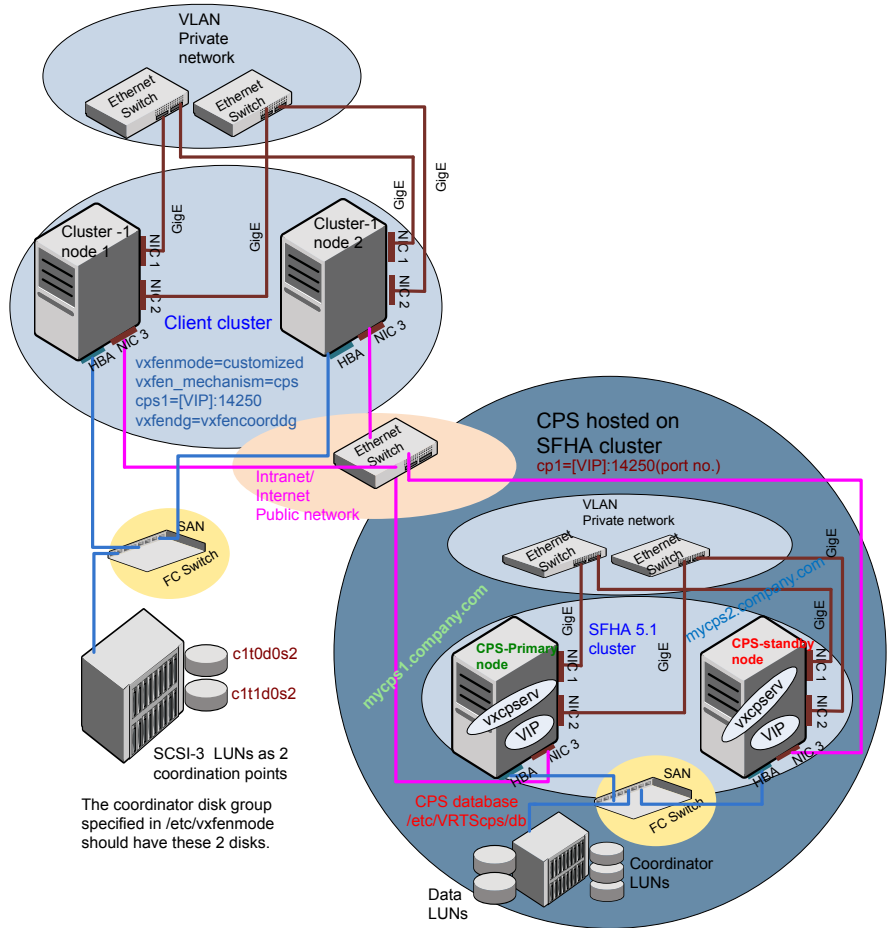 VLAN
Private
network
Ethernet
Switch
Ethernet
Switch
GigE
GigE
GigE
GigE
Cluster -1
node 1
NIC 1
NIC 2
HBA
NIC 3
Cluster-1
node 2
NIC 1
NIC 2
HBA
NIC 3
Client cluster
vxfenmode=customized
vxfen_mechanism=cps
cps1=[VIP]:14250
vxfendg=vxfencoorddg
Ethernet
Switch
Intranet/
Internet
Public network
SAN
FC Switch
c1t0d0s2
c1t1d0s2
SCSI-3 LUNs as 2
coordination points
The coordinator disk group
specified in /etc/vxfenmode
should have these 2 disks.
CPS hosted on
SFHA cluster
cp1=[VIP]:14250(port no.)
VLAN
Private network
Ethernet
Switch
Ethernet
Switch
GigE
GigE
GigE
GigE
mycps1.company.com
mycps2.company.com
SFHA 5.1
cluster
CPS-Primary
node
vxcpserv
VIP
NIC 1
NIC 2
HBA
NIC 3
CPS-standby
node
vxcpserv
VIP
NIC 1
NIC 2
HBA
NIC 3
SAN
FC Switch
CPS database
/etc/VRTScps/db
Data
LUNs
Coordinator
LUNs